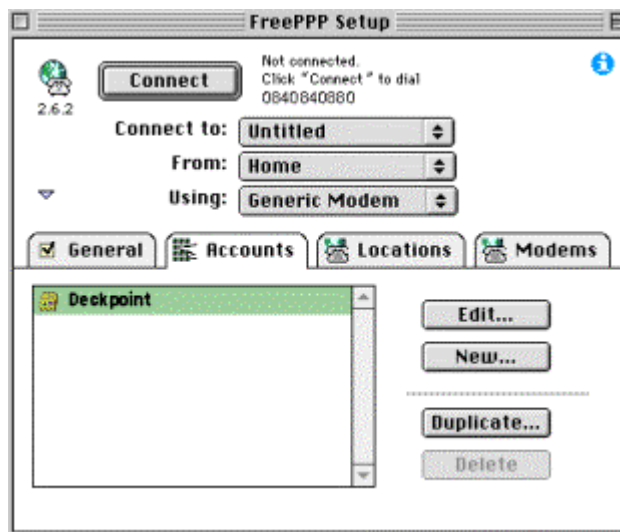 FreePPP Setup
Connect
Not connected.
Click "Connect" to dial
0840840880
2.6.2
Connect to: Untitled
From: Home
Using: Generic Modem
General Accounts Locations Modems
Deckpoint
Edit...
New...
Duplicate...
Delete